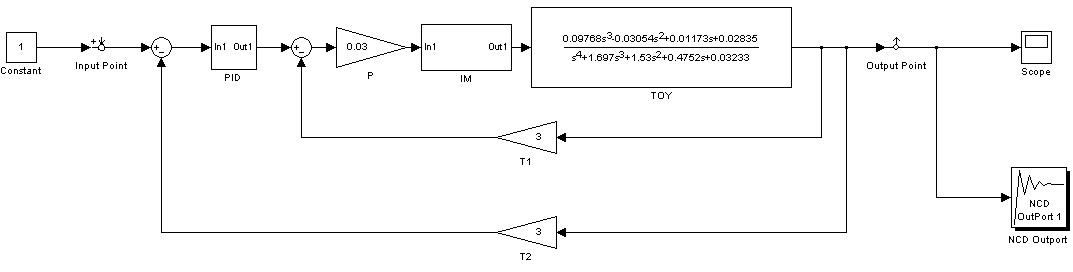 1
Constant
+
Input Point
+
−
In1 Out1
PID
+
−
0.03
P
In1 Out1
IM
0.09768s³-0.03054s²+0.01173s+0.02835
s⁴+1.697s³+1.53s²+0.4752s+0.03233
TOY
Output Point
Scope
3
T1
3
T2
NCD
OutPort 1
NCD Outport